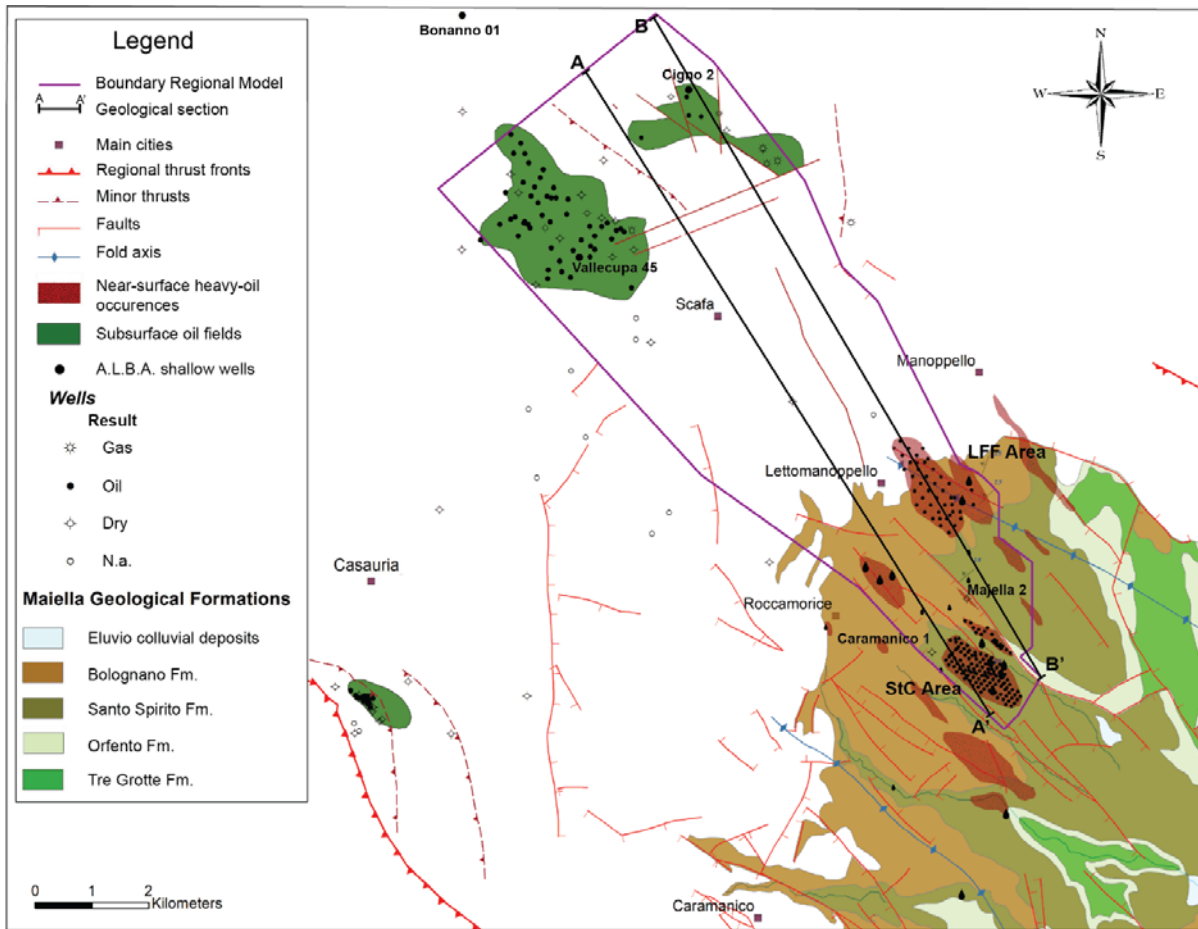 Legend
Boundary Regional Model
A A'
Geological section
Main cities
Regional thrust fronts
Minor thrusts
Faults
Fold axis
Near-surface heavy-oil
occurences
Subsurface oil fields
A.L.B.A. shallow wells
Wells
Result
Gas
Oil
Dry
N.a.
Maiella Geological Formations
Eluvio colluvial deposits
Bolognano Fm.
Santo Spirito Fm.
Orfento Fm.
Tre Grotte Fm.
0 1 2
Kilometers
Bonanno 01
B
A
Cigno 2
N
W E
S
Vallecupa 45
Scafa
Manoppello
LFF Area
Lettomanoppello
Casauria
Majella 2
Roccamorice
Caramanico 1
B'
StC Area
A'
Caramanico